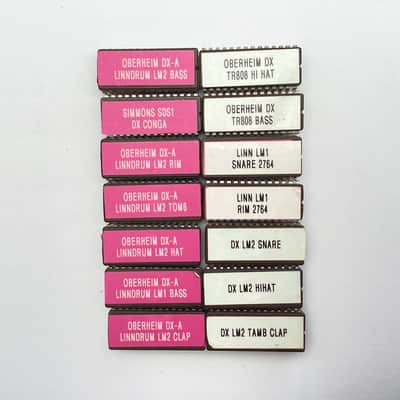 OBERHEIM DX-A
LINNDRUM LM2 BASS
SIMMONS SDS1
DX CONGA
OBERHEIM DX-A
LINNDRUM LM2 RIM
OBERHEIM DX-A
LINNDRUM LM2 TOM6
OBERHEIM DX-A
LINNDRUM LM2 HAT
OBERHEIM DX-A
LINNDRUM LM1 BASS
OBERHEIM DX-A
LINNDRUM LM2 CLAP
OBERHEIM DX
TR808 HI HAT
OBERHEIM DX
TR808 BASS
LINN LM1
SNARE 2764
LINN LM1
RIM 2764
DX LM2 SNARE
DX LM2 HIHAT
DX LM2 TAMB CLAP